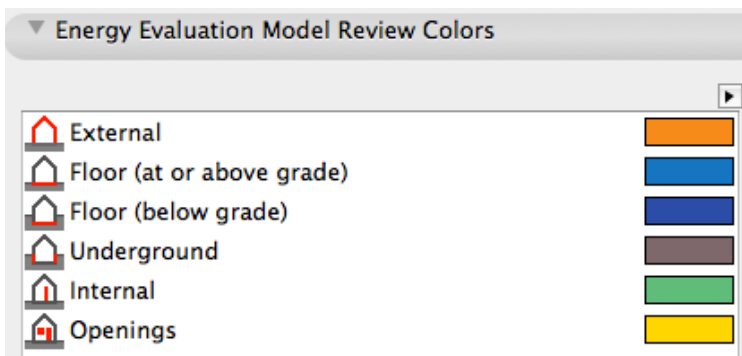 Energy Evaluation Model Review Colors
External
Floor (at or above grade)
Floor (below grade)
Underground
Internal
Openings